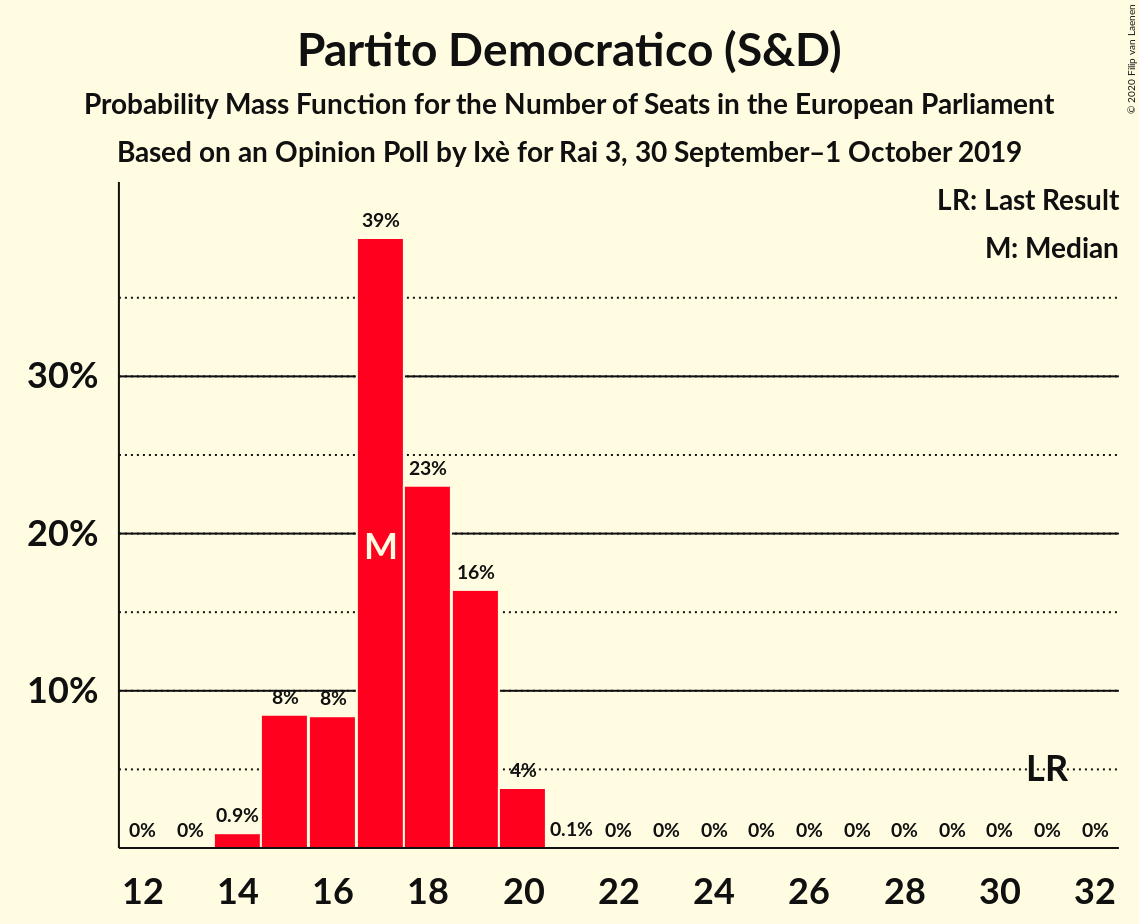 Partito Democratico (S&D)
Probability Mass Function for the Number of Seats in the European Parliament
Based on an Opinion Poll by Ixè for Rai 3, 30 September–1 October 2019
© 2020 Filip van Laenen
LR: Last Result
M: Median
39%
30%
23%
20%
M
16%
10%
8% 8%
LR
4%
0% 0% 0.9% 0.1% 0% 0% 0% 0% 0% 0% 0% 0% 0% 0% 0%
12 14 16 18 20 22 24 26 28 30 32